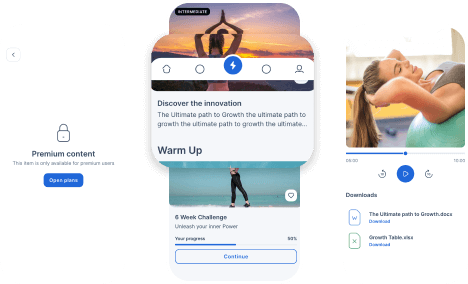 Premium content
This item is only available for premium users
Open plans
INTERMEDIATE
Discover the innovation
The Ultimate path to Growth the ultimate path to
growth the ultimate path to growth the ultimate...
Warm Up
6 Week Challenge
Unleash your Inner Power
Your progress
50%
Continue
00:00
10:00
Downloads
The Ultimate path to Growth.docx
Download
Growth Table.xlsx
Download